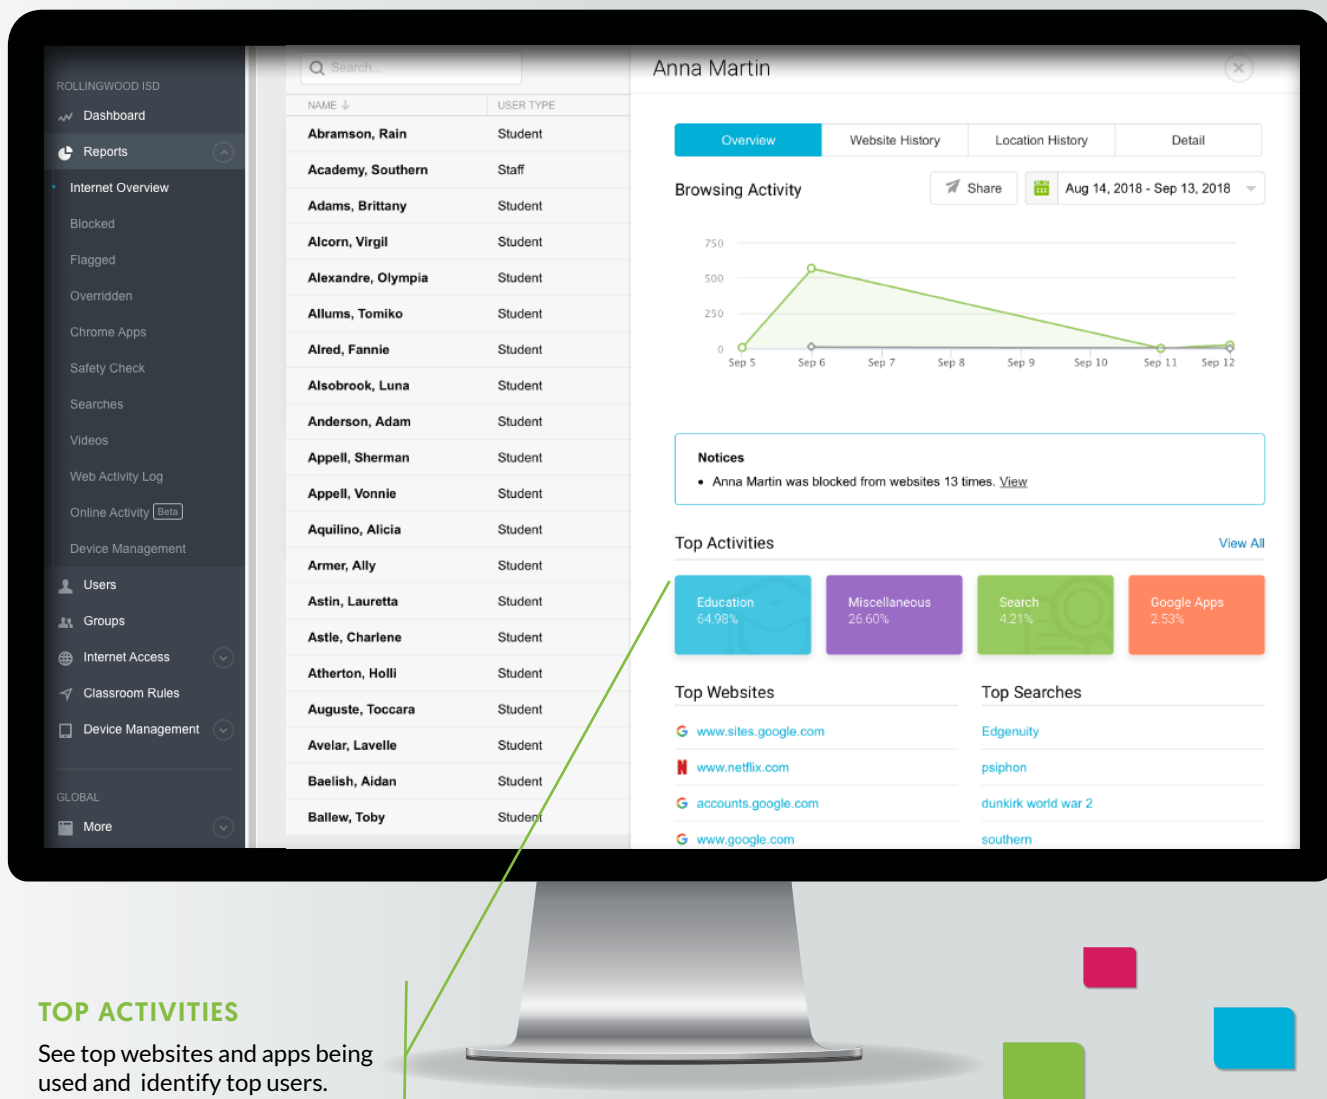 ROLLINGWOOD ISD
Dashboard
Reports
Internet Overview
Blocked
Flagged
Overridden
Chrome Apps
Safety Check
Searches
Videos
Web Activity Log
Online Activity Beta
Device Management
Users
Groups
Internet Access
Classroom Rules
Device Management
GLOBAL
More
Search...
NAME USER TYPE
Abramson, Rain Student
Academy, Southern Staff
Adams, Brittany Student
Alcorn, Virgil Student
Alexandre, Olympia Student
Allums, Tomiko Student
Alred, Fannie Student
Alsobrook, Luna Student
Anderson, Adam Student
Appell, Sherman Student
Appell, Vonnie Student
Aquilino, Alicia Student
Armer, Ally Student
Astin, Lauretta Student
Astle, Charlene Student
Atherton, Holli Student
Auguste, Toccara Student
Avelar, Lavelle Student
Baelish, Aidan Student
Ballew, Toby Student
Anna Martin
Overview Website History Location History Detail
Browsing Activity Share Aug 14, 2018 - Sep 13, 2018
750
500
250
0
Sep 5 Sep 6 Sep 7 Sep 8 Sep 9 Sep 10 Sep 11 Sep 12
Notices
• Anna Martin was blocked from websites 13 times. View
Top Activities View All
Education Miscellaneous Search Google Apps
64.98% 26.60% 4.21% 2.53%
Top Websites Top Searches
www.sites.google.com Edgenuity
www.netflix.com psiphon
accounts.google.com dunkirk world war 2
www.google.com southern
TOP ACTIVITIES
See top websites and apps being
used and identify top users.